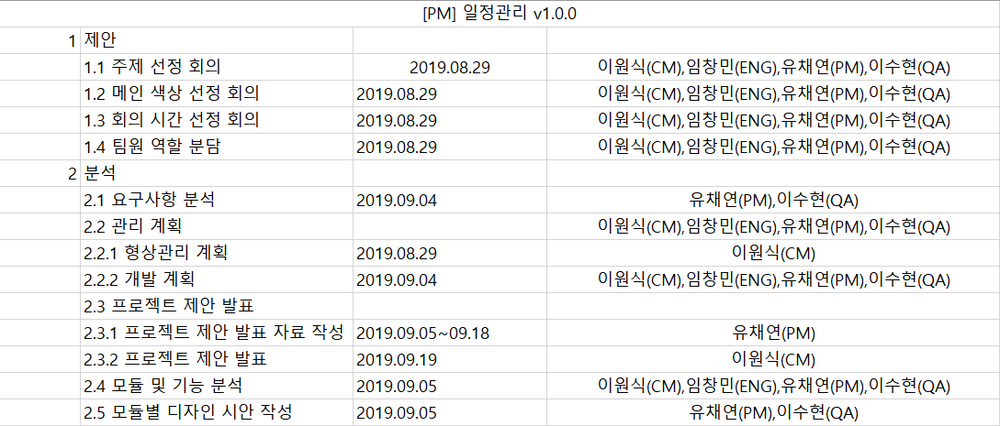 [PM] 일정관리 v1.0.0
1 제안
1.1 주제 선정 회의 2019.08.29 이원식(CM),임창민(ENG),유채연(PM),이수현(QA)
1.2 메인 색상 선정 회의 2019.08.29 이원식(CM),임창민(ENG),유채연(PM),이수현(QA)
1.3 회의 시간 선정 회의 2019.08.29 이원식(CM),임창민(ENG),유채연(PM),이수현(QA)
1.4 팀원 역할 분담 2019.08.29 이원식(CM),임창민(ENG),유채연(PM),이수현(QA)
2 분석
2.1 요구사항 분석 2019.09.04 유채연(PM),이수현(QA)
2.2 관리 계획 이원식(CM),임창민(ENG),유채연(PM),이수현(QA)
2.2.1 형상관리 계획 2019.08.29 이원식(CM)
2.2.2 개발 계획 2019.09.04 이원식(CM),임창민(ENG),유채연(PM),이수현(QA)
2.3 프로젝트 제안 발표
2.3.1 프로젝트 제안 발표 자료 작성 2019.09.05~09.18 유채연(PM)
2.3.2 프로젝트 제안 발표 2019.09.19 이원식(CM)
2.4 모듈 및 기능 분석 2019.09.05 이원식(CM),임창민(ENG),유채연(PM),이수현(QA)
2.5 모듈별 디자인 시안 작성 2019.09.05 유채연(PM),이수현(QA)